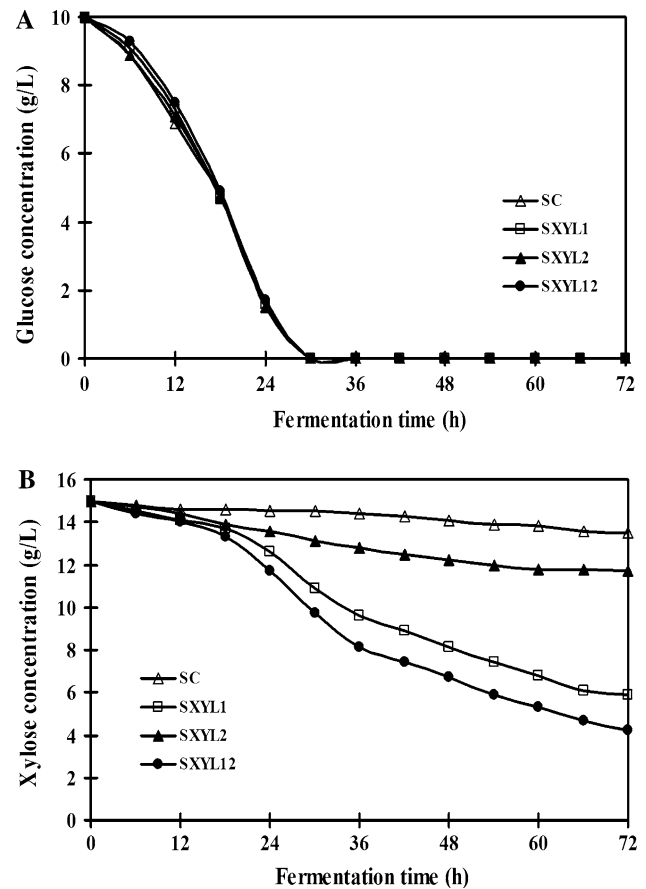 A
Glucose concentration (g/L)
10
8
6
4
2
0
SC
SXYL1
SXYL2
SXYL12
0 12 24 36 48 60 72
Fermentation time (h)
B
Xylose concentration (g/L)
16
14
12
10
8
6
4
2
0
SC
SXYL1
SXYL2
SXYL12
0 12 24 36 48 60 72
Fermentation time (h)